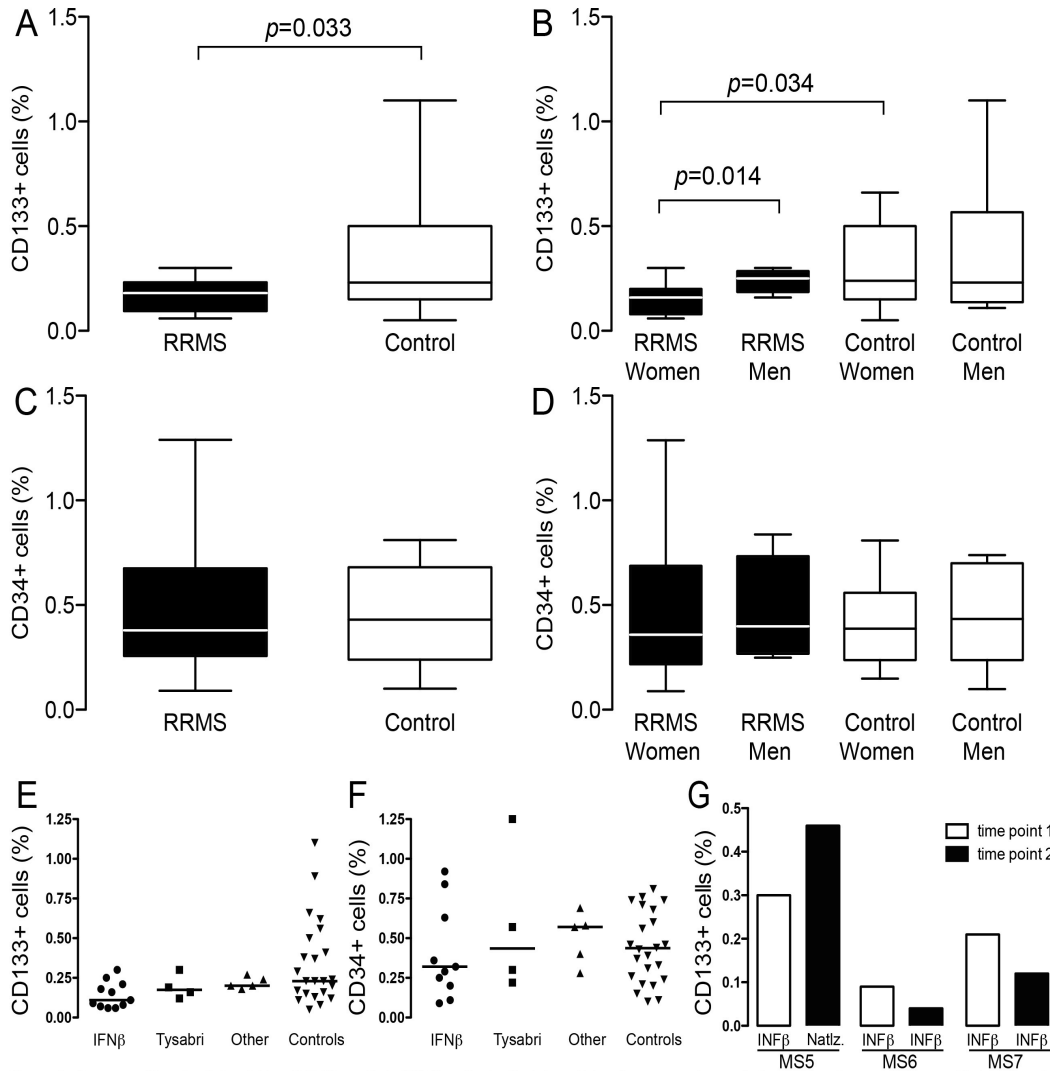 A
1.5
1.0
0.5
0.0
CD133+ cells (%)
p=0.033
RRMS
Control
B
1.5
1.0
0.5
0.0
CD133+ cells (%)
p=0.034
p=0.014
RRMS Women
RRMS Men
Control Women
Control Men
C
1.5
1.0
0.5
0.0
CD34+ cells (%)
RRMS
Control
D
1.5
1.0
0.5
0.0
CD34+ cells (%)
RRMS Women
RRMS Men
Control Women
Control Men
E
1.25
1.00
0.75
0.50
0.25
0.00
CD133+ cells (%)
IFNβ
Tysabri
Other
Controls
F
1.25
1.00
0.75
0.50
0.25
0.00
CD34+ cells (%)
IFNβ
Tysabri
Other
Controls
G
0.5
0.4
0.3
0.2
0.1
0.0
CD133+ cells (%)
time point 1
time point 2
INFβ
Natlz.
INFβ
INFβ
INFβ
INFβ
MS5
MS6
MS7